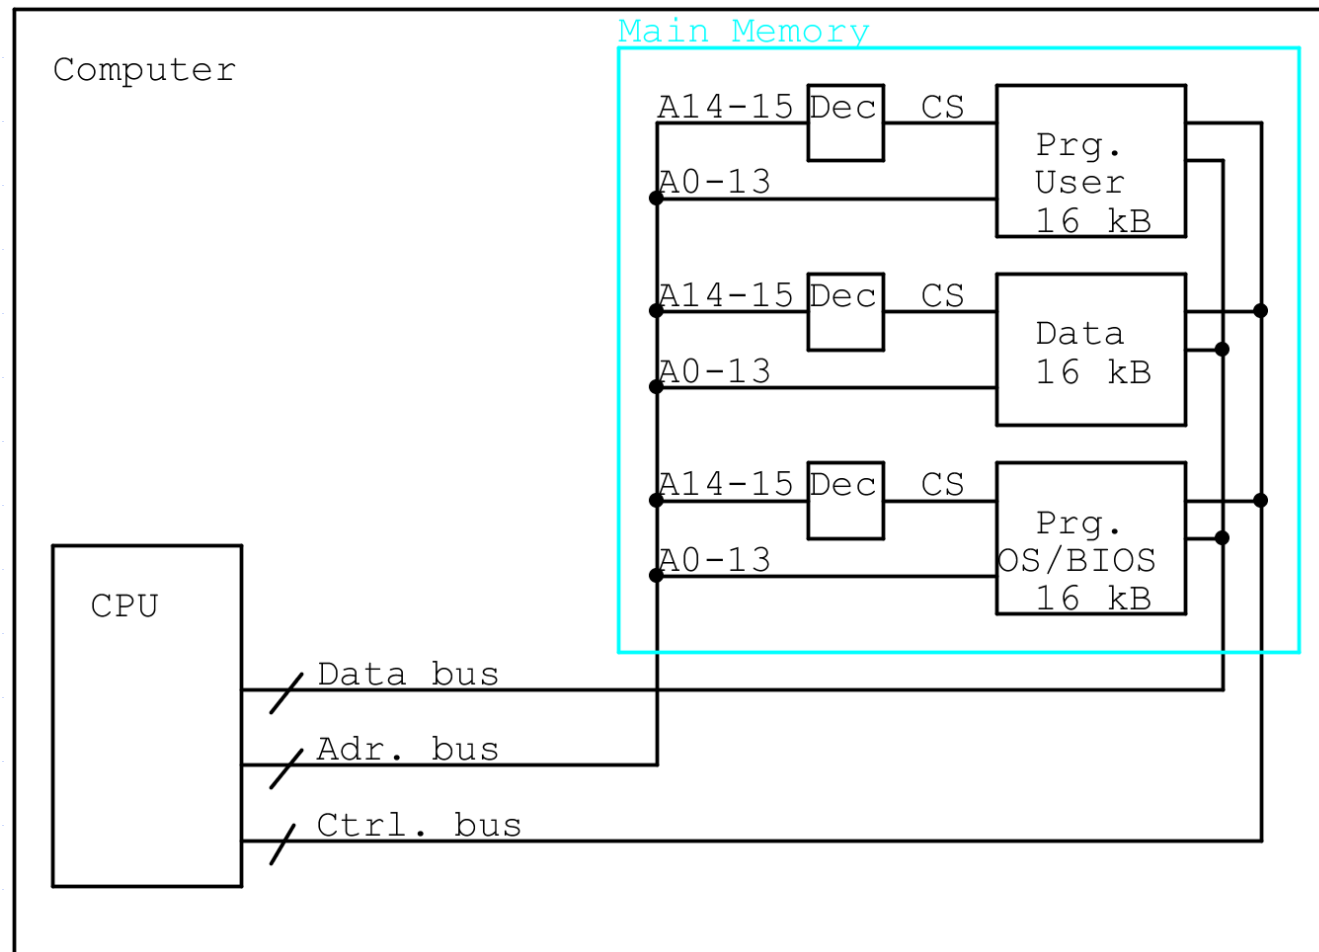 Main Memory
Computer
A14-15 Dec CS
Prg.
User
16 kB
A0-13
A14-15 Dec CS
Data
16 kB
A0-13
A14-15 Dec CS
Prg.
OS/BIOS
16 kB
A0-13
CPU
Data bus
Adr. bus
Ctrl. bus